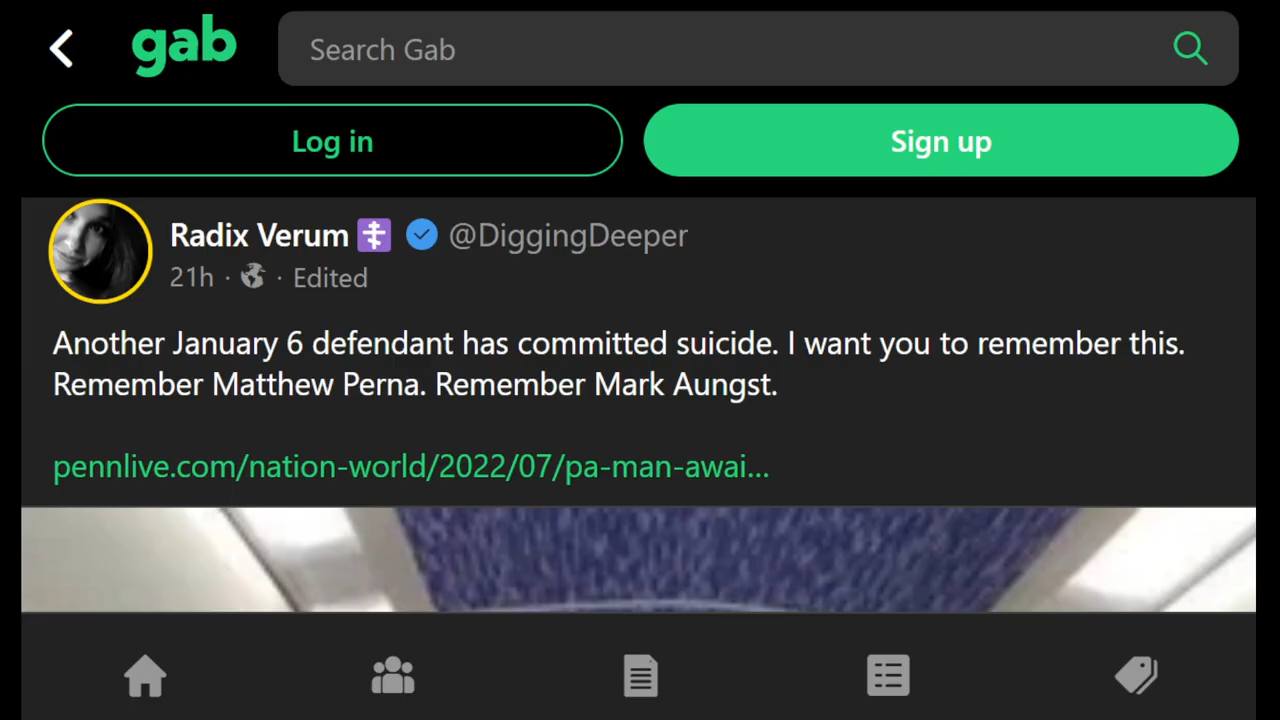 gab
Search Gab
Log in
Sign up
Radix Verum @DiggingDeeper
21h · · Edited
Another January 6 defendant has committed suicide. I want you to remember this.
Remember Matthew Perna. Remember Mark Aungst.
pennlive.com/nation-world/2022/07/pa-man-awai...